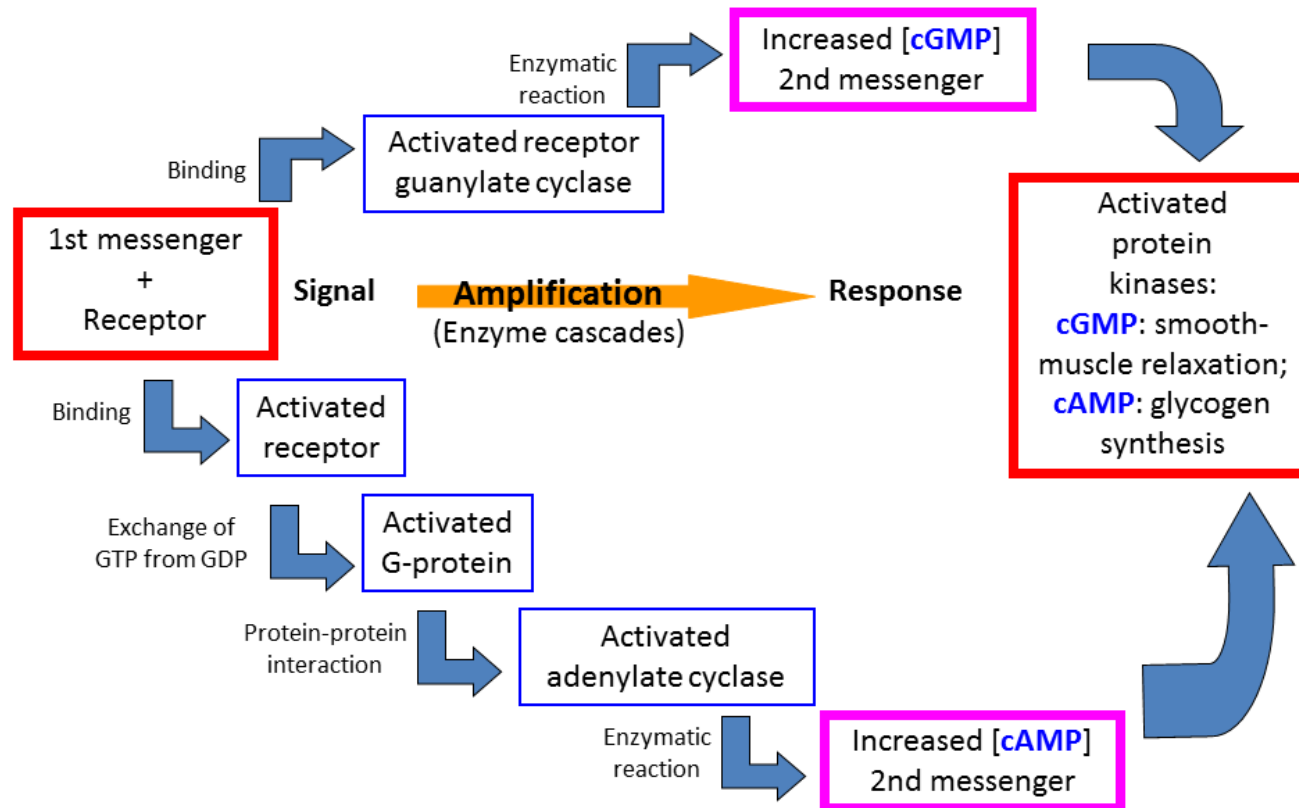 Increased [cGMP]
2nd messenger
Enzymatic
reaction
Activated receptor
guanylate cyclase
Binding
1st messenger
+
Receptor
Signal
Amplification
(Enzyme cascades)
Response
Activated
protein
kinases:
cGMP: smooth-
muscle relaxation;
cAMP: glycogen
synthesis
Binding
Activated
receptor
Exchange of
GTP from GDP
Activated
G-protein
Protein-protein
interaction
Activated
adenylate cyclase
Enzymatic
reaction
Increased [cAMP]
2nd messenger